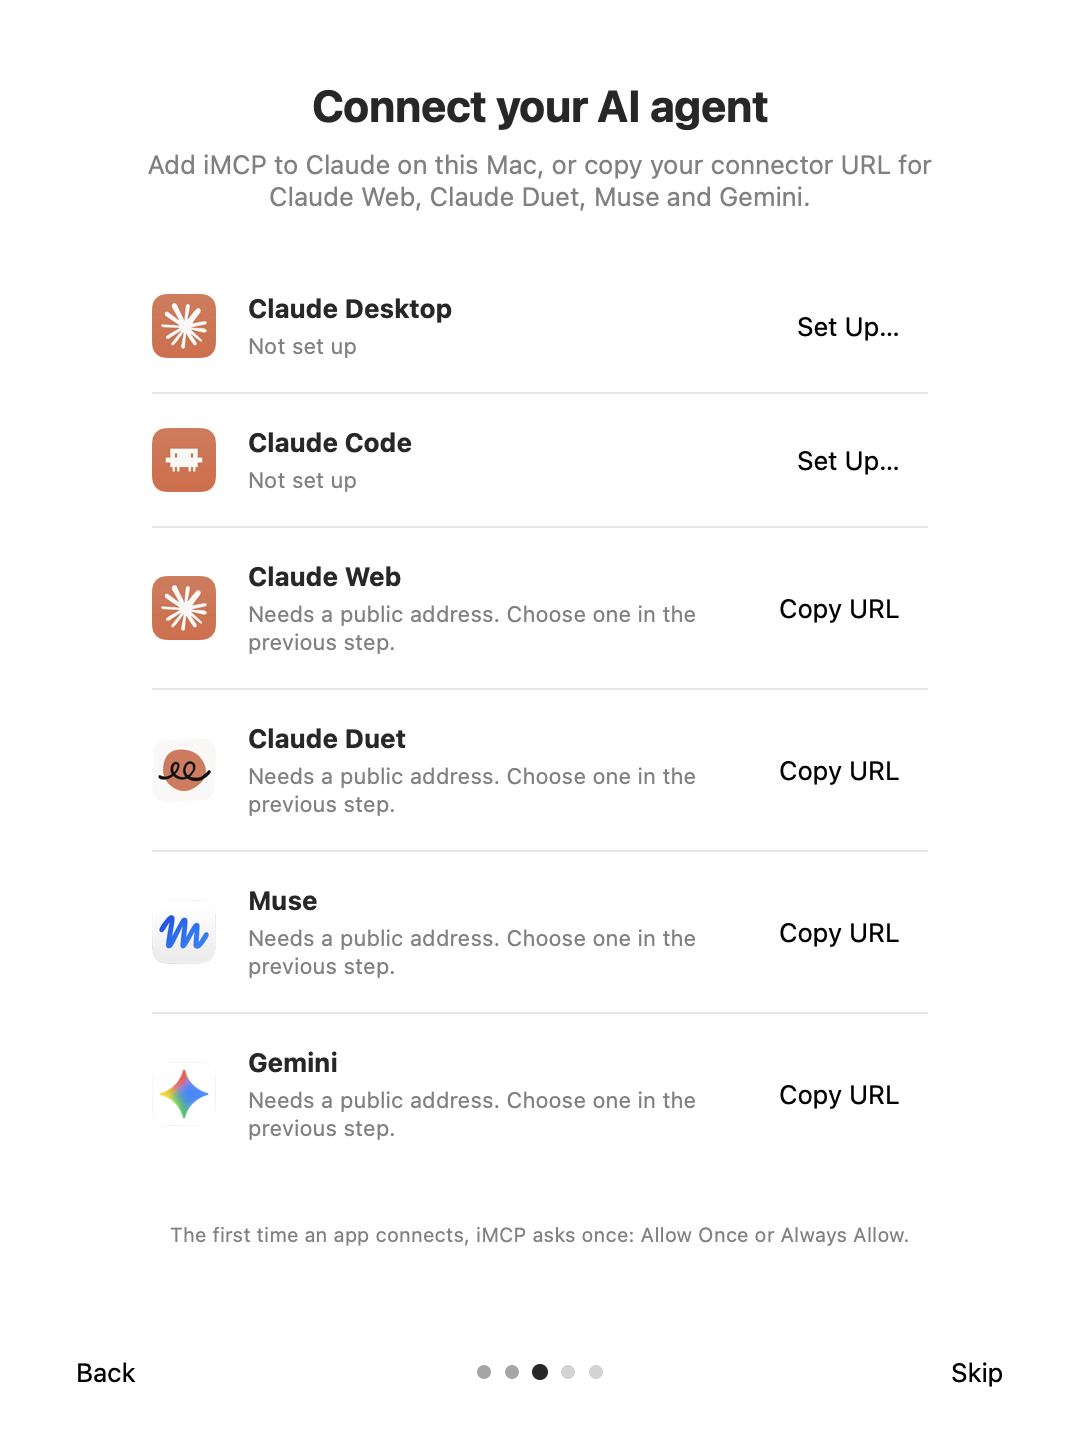 Connect your AI agent
Add iMCP to Claude on this Mac, or copy your connector URL for
Claude Web, Claude Duet, Muse and Gemini.
Claude Desktop
Not set up
Set Up...
Claude Code
Not set up
Set Up...
Claude Web
Needs a public address. Choose one in the
previous step.
Copy URL
Claude Duet
Needs a public address. Choose one in the
previous step.
Copy URL
Muse
Needs a public address. Choose one in the
previous step.
Copy URL
Gemini
Needs a public address. Choose one in the
previous step.
Copy URL
The first time an app connects, iMCP asks once: Allow Once or Always Allow.
Back
Skip